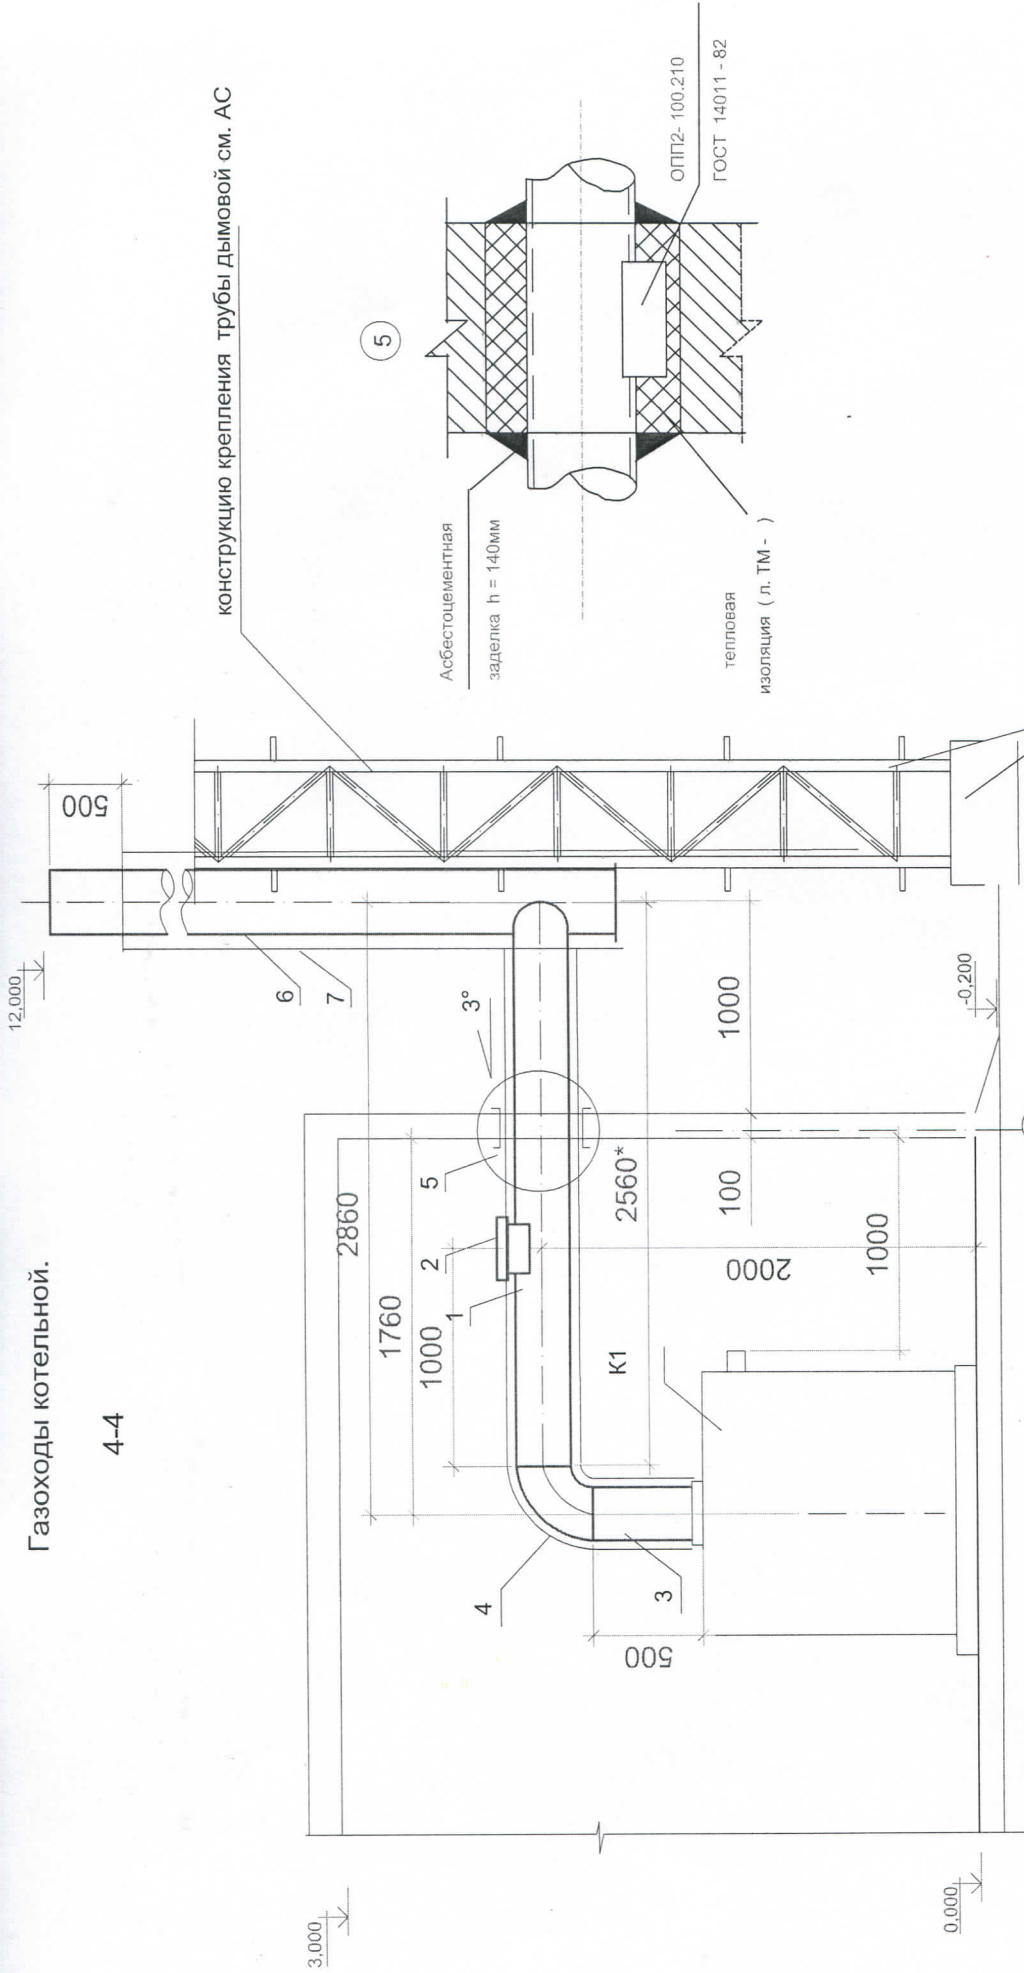 Газоходы котельной.
4-4
конструкцию крепления трубы дымовой см. АС
12,000
500
6
7
3°
5
2
1
4
3
2860
1760
1000
2560*
1000
100
2000
1000
500
К1
3,000
0,000
-0,200
5
Асбестоцементная
заделка h = 140мм
ОПП2- 100.210
ГОСТ 14011 - 82
тепловая
изоляция ( л. ТМ - )